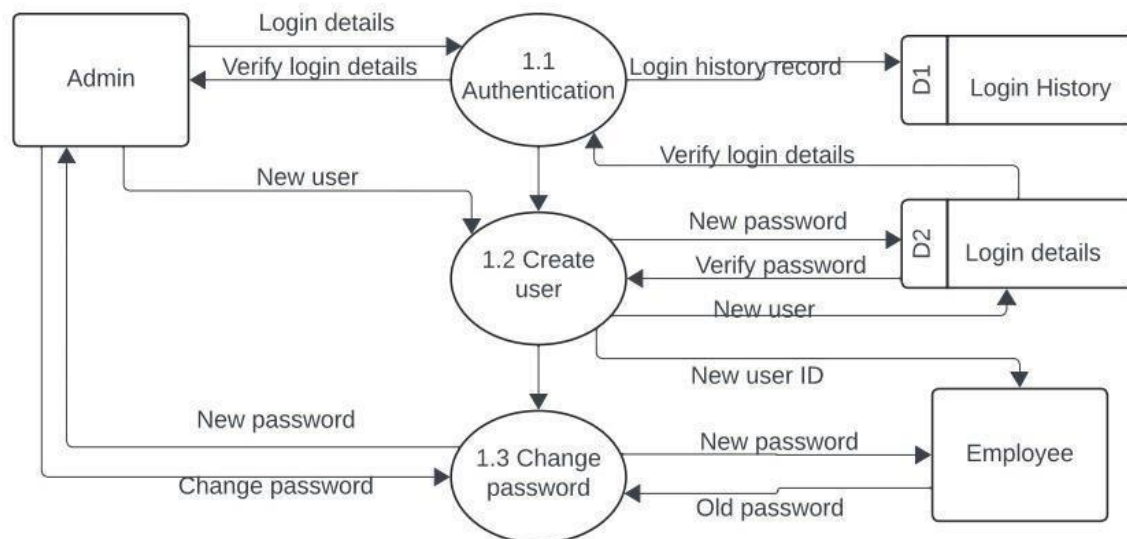 Login details
Admin
Verify login details
1.1
Authentication
Login history record
D1
Login History
Verify login details
New user
1.2 Create
user
New password
D2
Login details
Verify password
New user
New user ID
New password
1.3 Change
password
New password
Employee
Change password
Old password